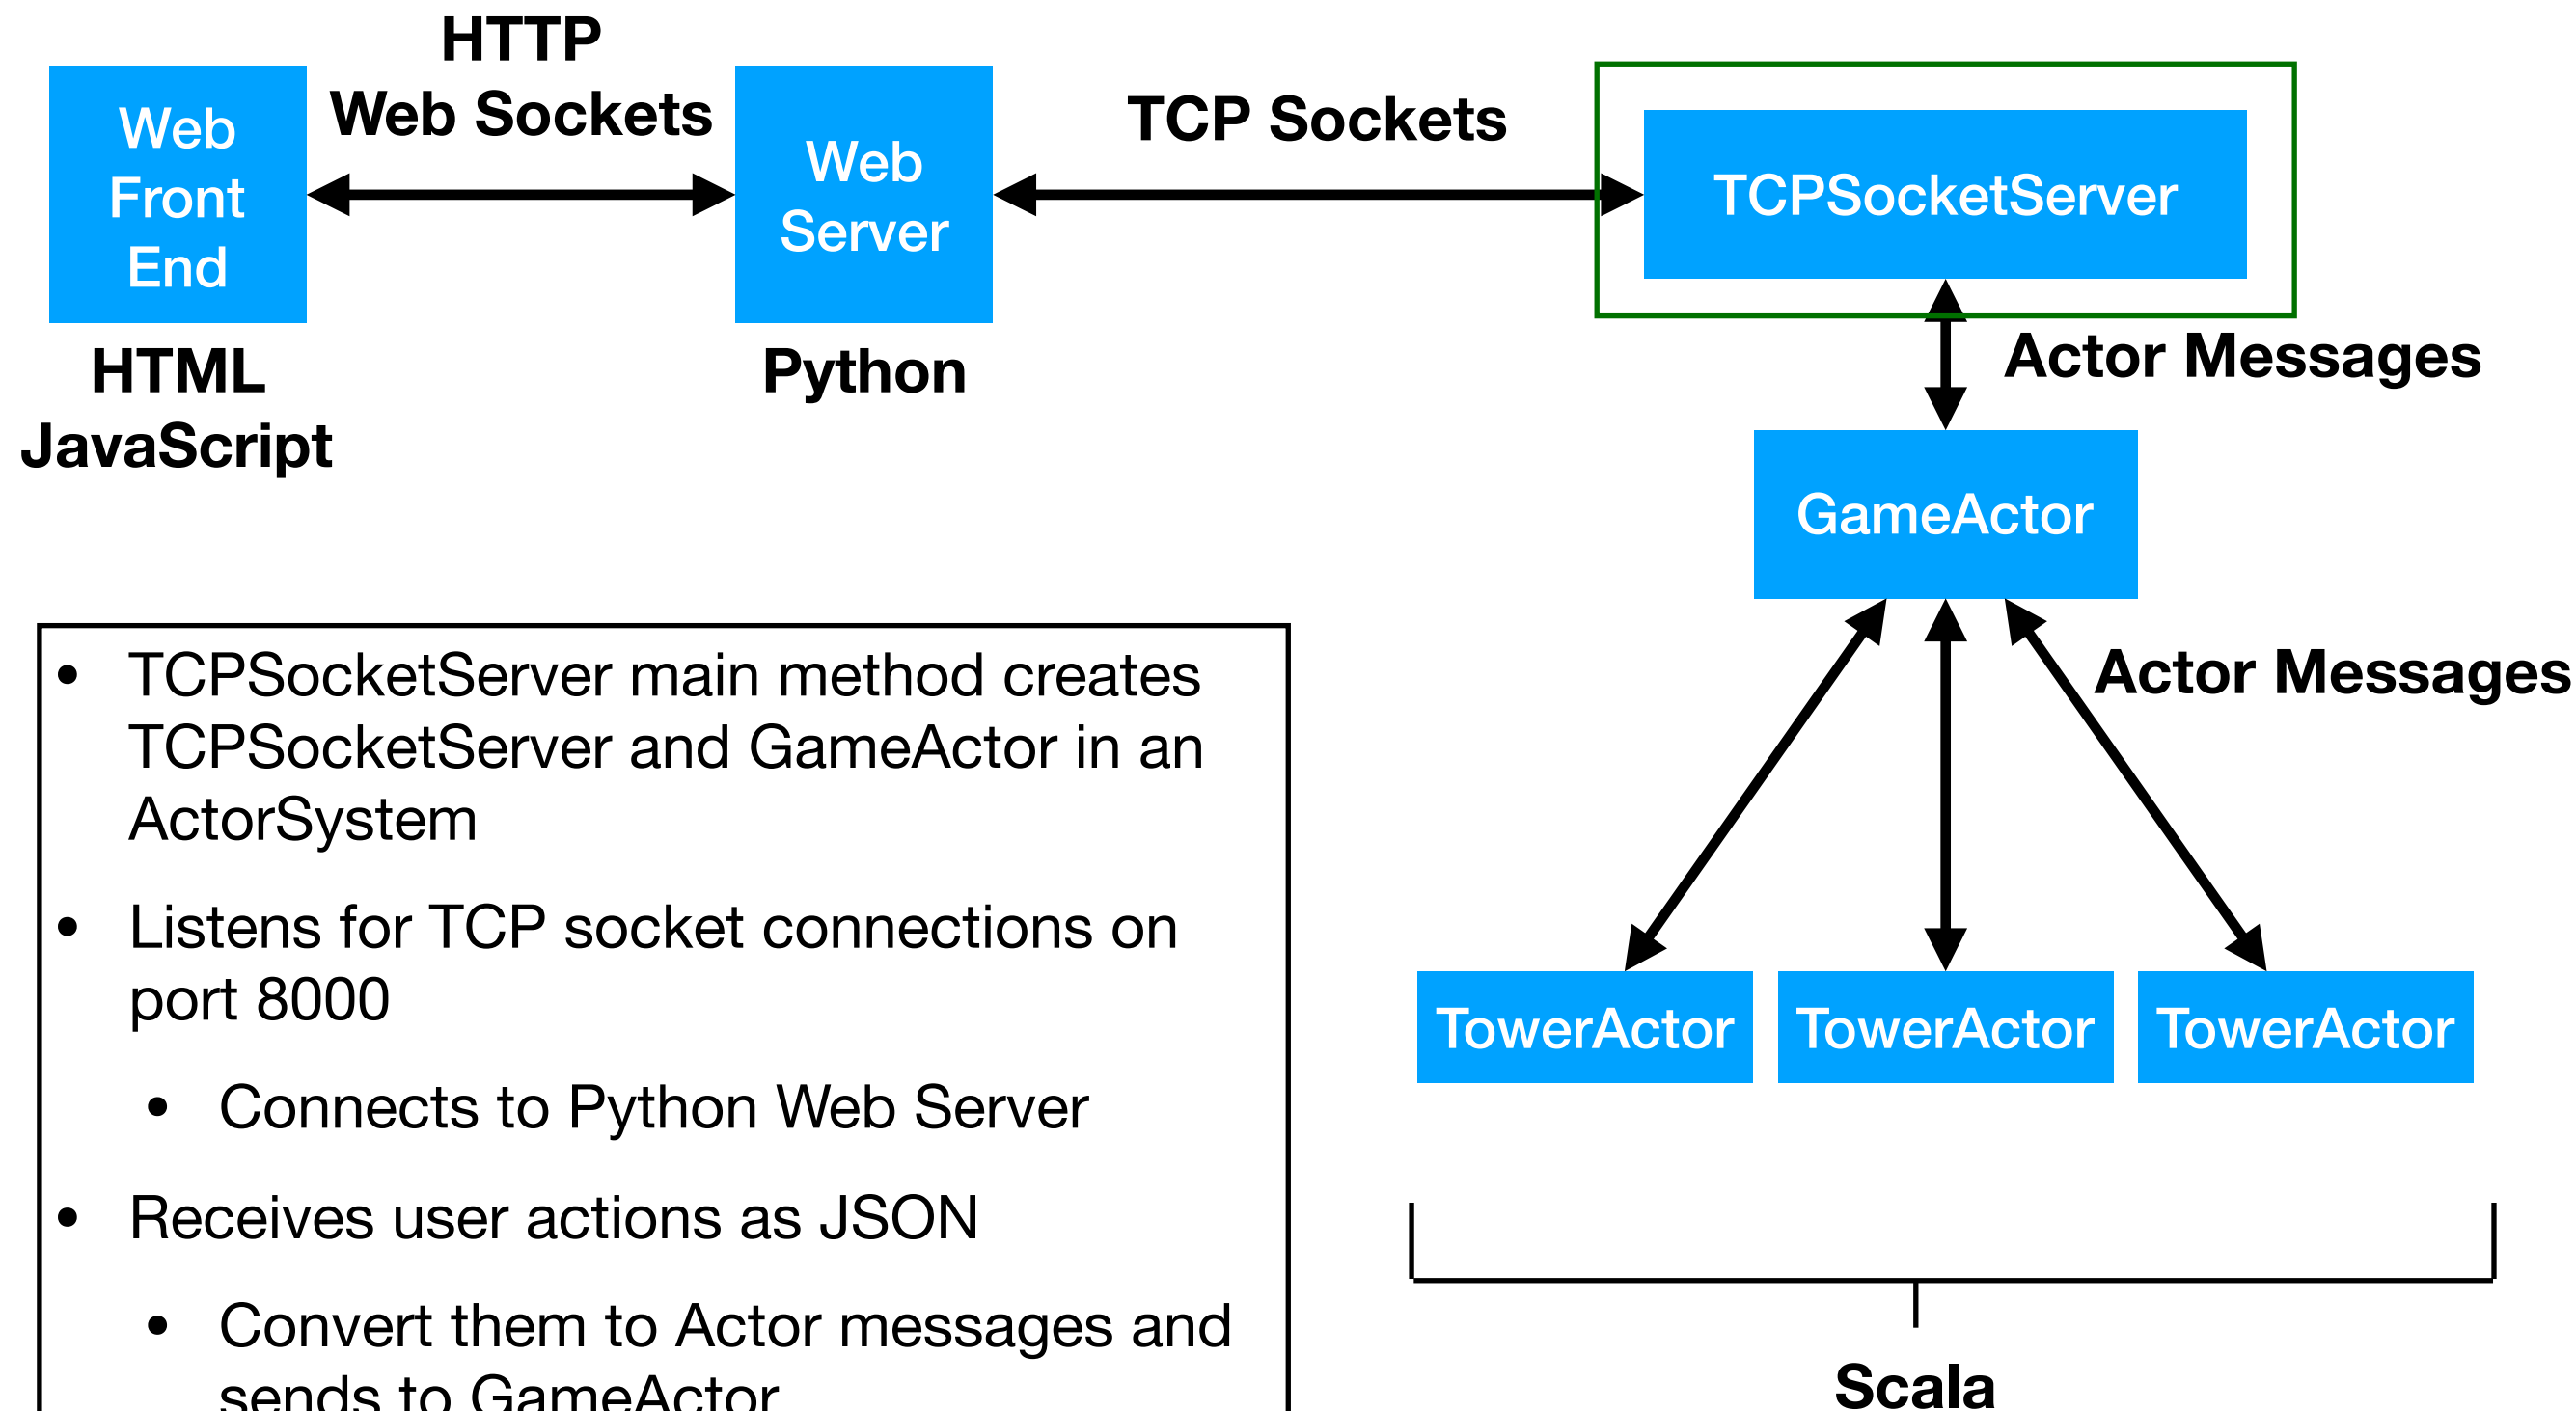 HTTP
Web Sockets
Web
Front
End
HTML
JavaScript
Web
Server
Python
TCP Sockets
TCPSocketServer
Actor Messages
GameActor
Actor Messages
TowerActor
TowerActor
TowerActor
Scala
• TCPSocketServer main method creates
TCPSocketServer and GameActor in an
ActorSystem
• Listens for TCP socket connections on
port 8000
• Connects to Python Web Server
• Receives user actions as JSON
• Convert them to Actor messages and
sends to GameActor